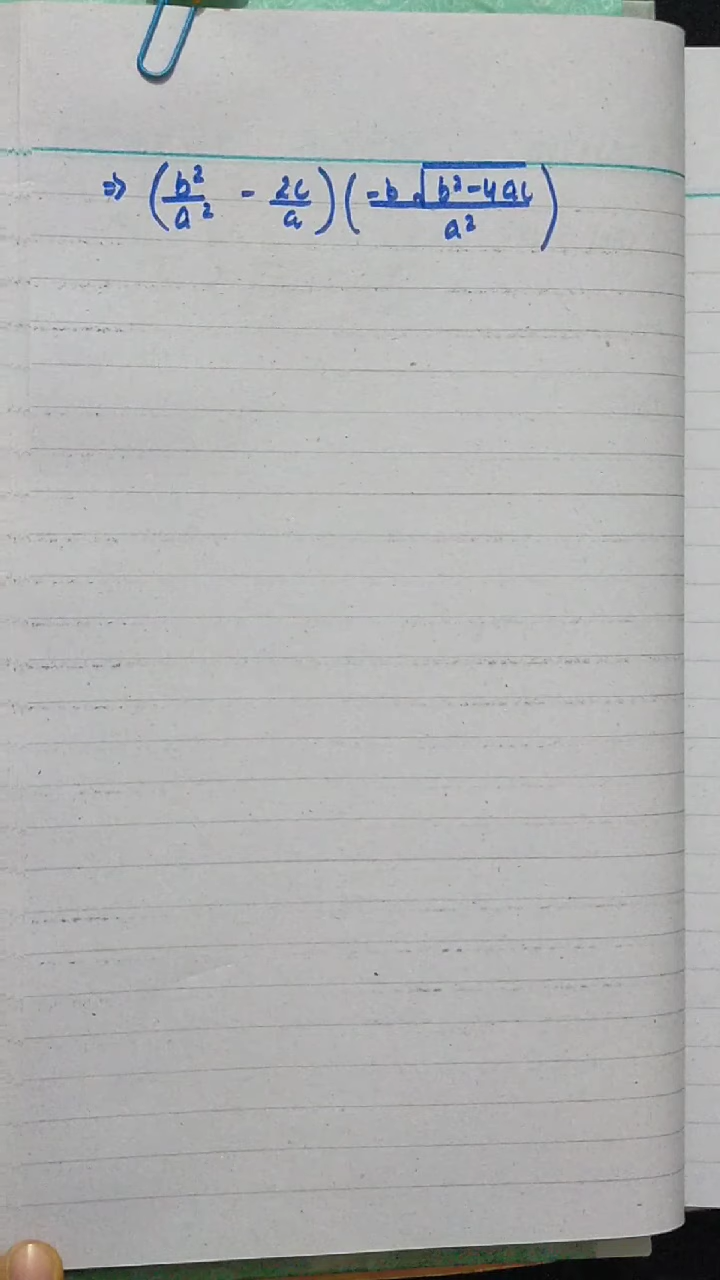 ⇒ (b²/a² - 2c/a) (-b √(b²-4ac)/a²)